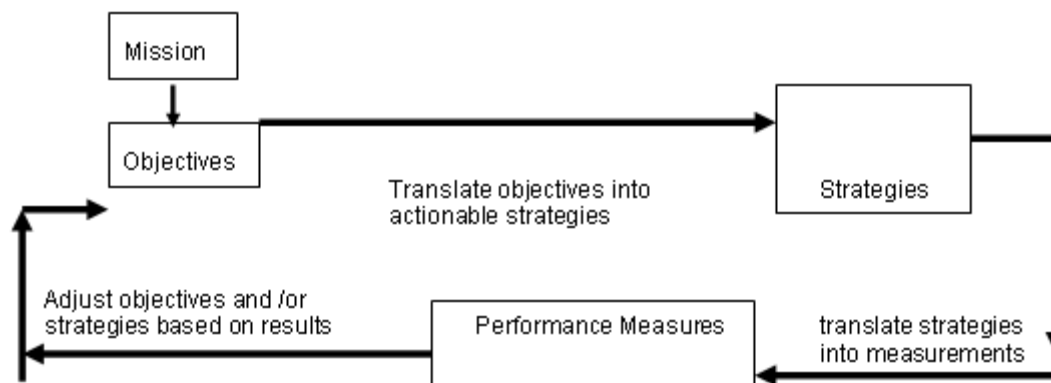 Mission
Objectives
Translate objectives into
actionable strategies
Strategies
Adjust objectives and /or
strategies based on results
Performance Measures
translate strategies
into measurements